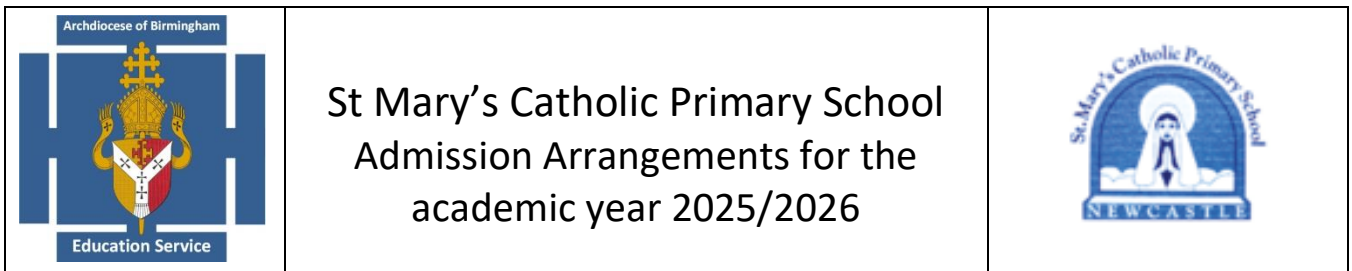 Archdiocese of Birmingham
Education Service
St Mary’s Catholic Primary School
Admission Arrangements for the
academic year 2025/2026
St. Mary's Catholic Primary School
NEWCASTLE